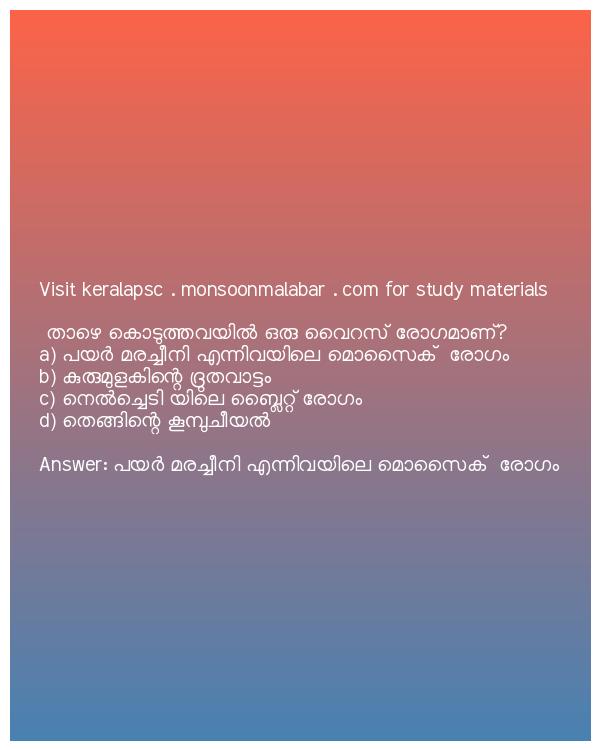 Visit keralapsc . monsoonmalabar . com for study materials
താഴെ കൊടുത്തവയിൽ ഒരു വൈറസ് രോഗമാണ്?
a) പയർ മരച്ചീനി എന്നിവയിലെ മൊസൈക്  രോഗം
b) കുരുമുളകിന്റെ ദ്രുതവാട്ടം
c) നെൽച്ചെടി യിലെ ബ്ലൈറ്റ് രോഗം
d) തെങ്ങിന്റെ കൂമ്പുചീയൽ
Answer: പയർ മരച്ചീനി എന്നിവയിലെ മൊസൈക്  രോഗം